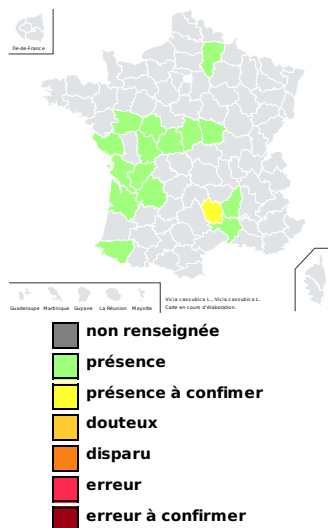 Île-de-France
Vicia cassubica L., Vicia cassubica L.
Carte en cours d'élaboration.
Guadeloupe Martinique Guyane La Réunion Mayotte
non renseignée
présence
présence à confimer
douteux
disparu
erreur
erreur à confirmer